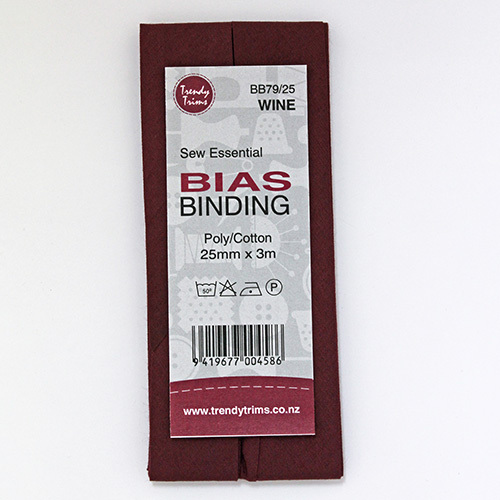 Trendy
Trims
BB79/25
WINE
Sew Essential
BIAS
BINDING
Poly/Cotton
25mm x 3m
50°
P
9 419677 004586
www.trendytrims.co.nz